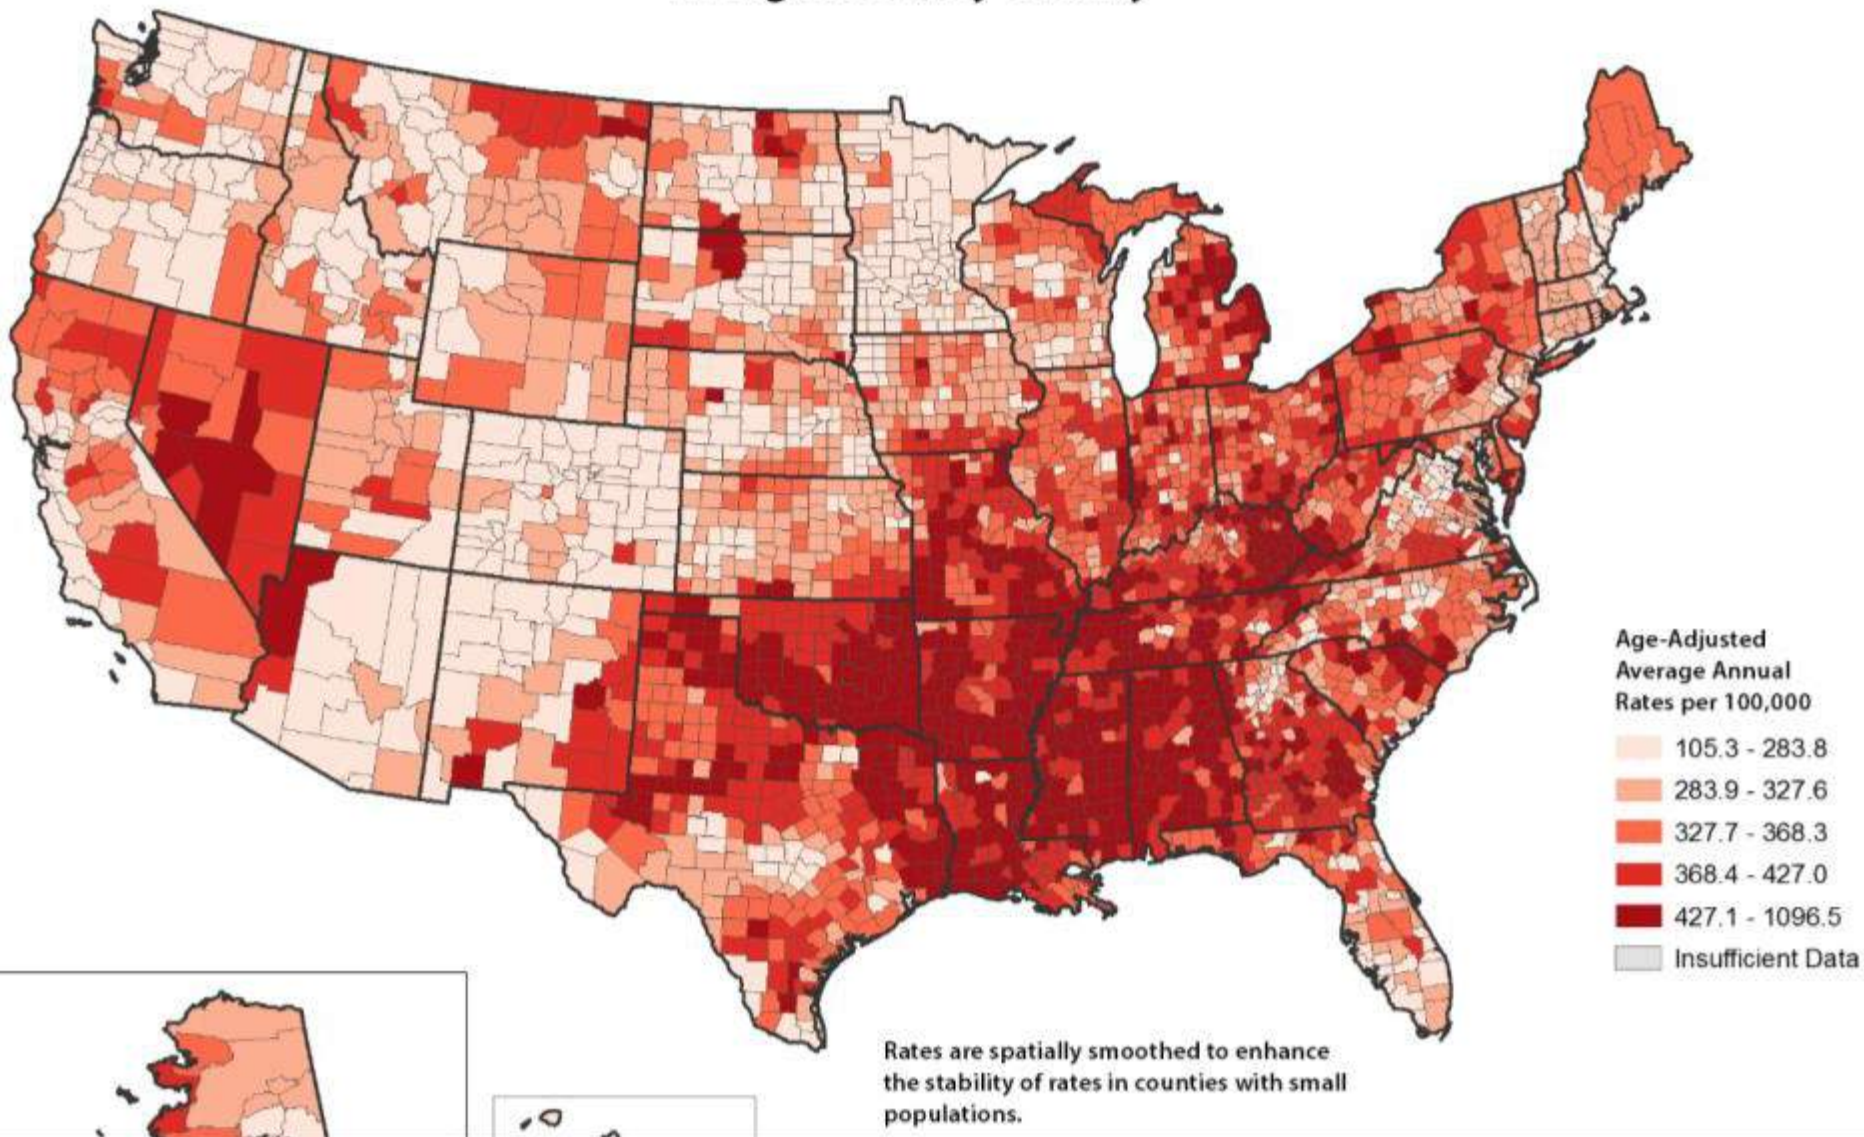 Age-Adjusted
Average Annual
Rates per 100,000
105.3 - 283.8
283.9 - 327.6
327.7 - 368.3
368.4 - 427.0
427.1 - 1096.5
Insufficient Data
Rates are spatially smoothed to enhance
the stability of rates in counties with small
populations.